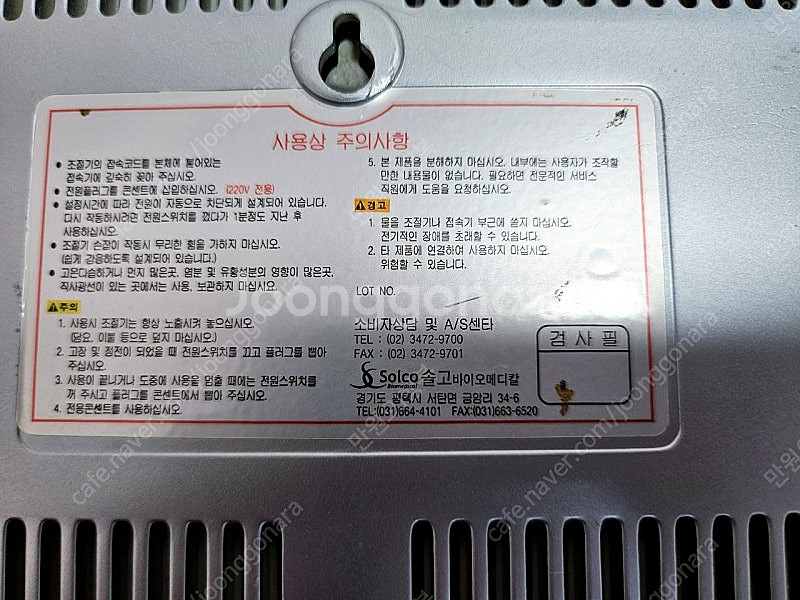 사용상 주의사항
● 조절기의 접속코드를 본체에 붙어있는
접속기에 깊숙히 꽂아 주십시요.
● 전원플러그를 콘센트에 삽입하십시요. (220V 전용)
● 설정시간에 따라 전원이 자동으로 차단되게 설계되어 있습니다.
다시 작동하시려면 전원스위치를 껐다가 1분정도 지난 후
사용하십시요.
● 조절기 손잡이 작동시 무리한 힘을 가하지 마십시요.
(쉽게 감응하도록 설계되어 있습니다.)
● 고온다습하거나 먼지 많은곳, 염분 및 유황성분의 영향이 많은곳,
직사광선이 있는 곳에서는 사용, 보관하지 마십시요.
주의
1. 사용시 조절기는 항상 노출시켜 놓으십시요.
(담요, 이불 등으로 덮지 마십시요.)
2. 고장 및 정전이 되었을 때 전원스위치를 끄고 플러그를 뽑아
주십시요.
3. 사용이 끝나거나 도중에 사용을 멈출 때에는 전원스위치를
꺼 주시고 플러그를 콘센트에서 뽑아 주십시요.
4. 전용콘센트를 사용하십시요.
5. 본 제품을 분해하지 마십시요. 내부에는 사용자가 조작할
만한 내용물이 없습니다. 필요하면 전문적인 서비스
직원에게 도움을 요청하십시요.
경고
1. 물을 조절기나 접속기 부근에 쏟지 마십시요.
전기적인 장애를 초래할 수 있습니다.
2. 타 제품에 연결하여 사용하지 마십시요.
위험할 수 있습니다.
LOT NO.
소비자상담 및 A/S센타
TEL : (02) 3472-9700
FAX : (02) 3472-9701
Solco 솔고바이오메디칼
Biomedical
경기도 평택시 서탄면 금암리 34-6
TEL:(031)664-4101 FAX:(031)663-6520
검 사 필
joonggonara
cafe.naver.com/joonggonara